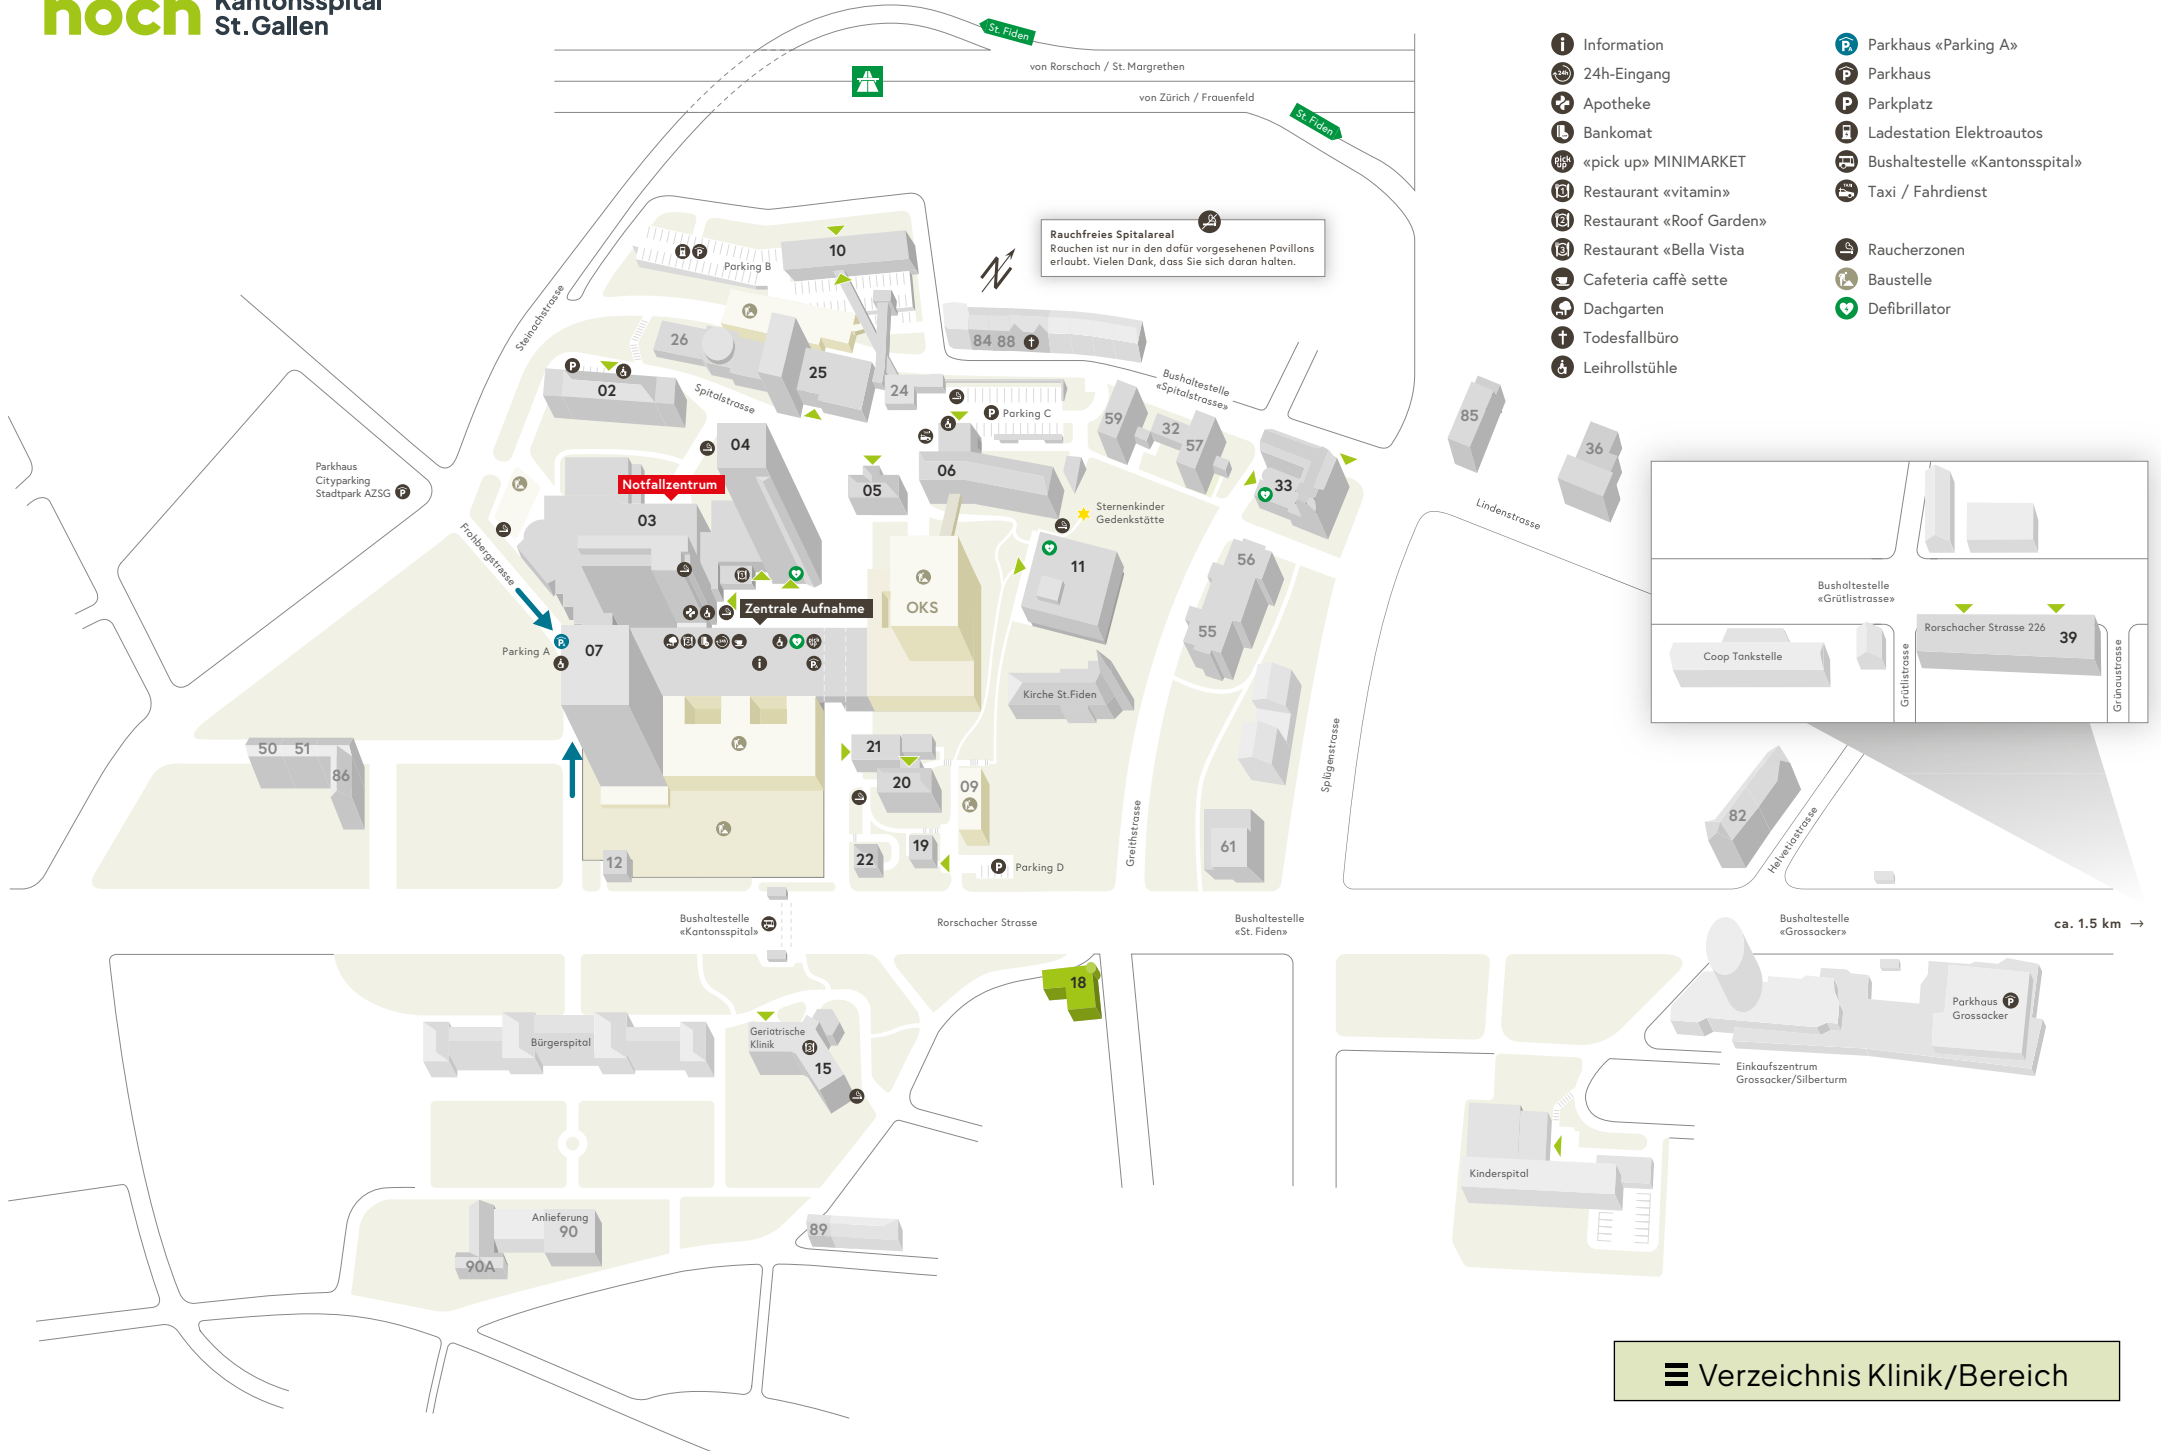 noch Kantonsspital
St.Gallen
St. Fiden
von Rorschach / St. Margrethen
von Zürich / Frauenfeld
St. Fiden
Information
24h-Eingang
Apotheke
Bankomat
«pick up» MINIMARKET
Restaurant «vitamin»
Restaurant «Roof Garden»
Restaurant «Bella Vista
Cafeteria caffè sette
Dachgarten
Todesfallbüro
Leihrollstühle
Parkhaus «Parking A»
Parkhaus
Parkplatz
Ladestation Elektroautos
Bushaltestelle «Kantonsspital»
Taxi / Fahrdienst
Raucherzonen
Baustelle
Defibrillator
Rauchfreies Spitalareal
Rauchen ist nur in den dafür vorgesehenen Pavillons
erlaubt. Vielen Dank, dass Sie sich daran halten.
N
Parking B
10
Steinachstrasse
26
84 88
02
25
24
Spitalstrasse
Bushaltestelle
«Spitalstrasse»
Parking C
59
32
57
85
36
04
Parkhaus
Cityparking
Stadtpark AZSG
Notfallzentrum
03
05
06
33
Sternenkinder
Gedenkstätte
Lindenstrasse
Frohbergstrasse
11
56
55
OKS
Zentrale Aufnahme
Parking A
07
Kirche St.Fiden
Bushaltestelle
«Grütlistrasse»
Rorschacher Strasse 226
39
Coop Tankstelle
Grütlistrasse
Grünaustrasse
50 51
86
21
20
09
Splügenstrasse
Greithstrasse
82
Helvetiastrasse
12
22
19
Parking D
61
Bushaltestelle
«Kantonsspital»
Rorschacher Strasse
Bushaltestelle
«St. Fiden»
Bushaltestelle
«Grossacker»
ca. 1.5 km →
18
Bürgerspital
Geriatrische
Klinik
15
Parkhaus
Grossacker
Einkaufszentrum
Grossacker/Silberturm
Kinderspital
Anlieferung
90
90A
89
Verzeichnis Klinik/Bereich